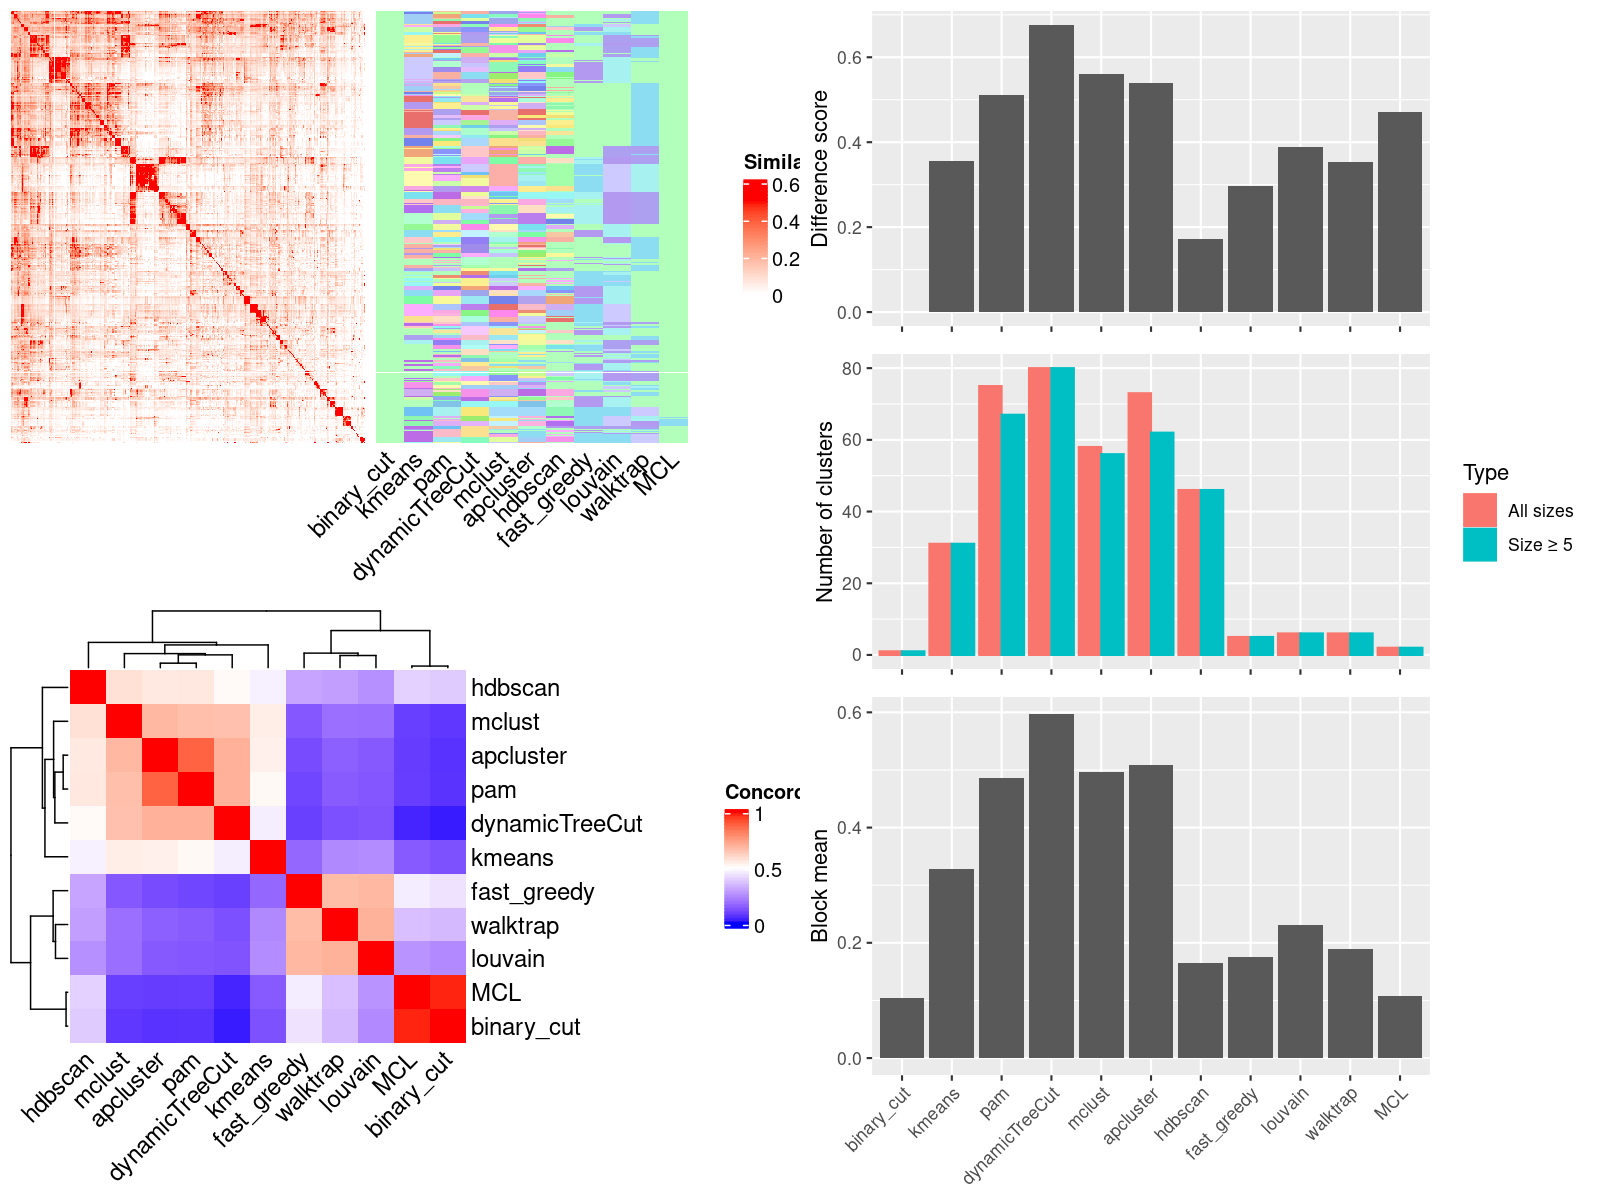 Simila
0.6
0.4
0.2
0
binary_cut
kmeans
pam
dynamicTreeCut
mclust
apcluster
hdbscan
fast_greedy
louvain
walktrap
MCL
hdbscan
mclust
apcluster
pam
dynamicTreeCut
kmeans
fast_greedy
walktrap
louvain
MCL
binary_cut
hdbscan
mclust
apcluster
pam
dynamicTreeCut
kmeans
fast_greedy
walktrap
louvain
MCL
binary_cut
Concord
1
0.5
0
Difference score
0.6
0.4
0.2
0.0
Number of clusters
80
60
40
20
0
Type
All sizes
Size ≥ 5
Block mean
0.6
0.4
0.2
0.0
binary_cut
kmeans
pam
dynamicTreeCut
mclust
apcluster
hdbscan
fast_greedy
louvain
walktrap
MCL